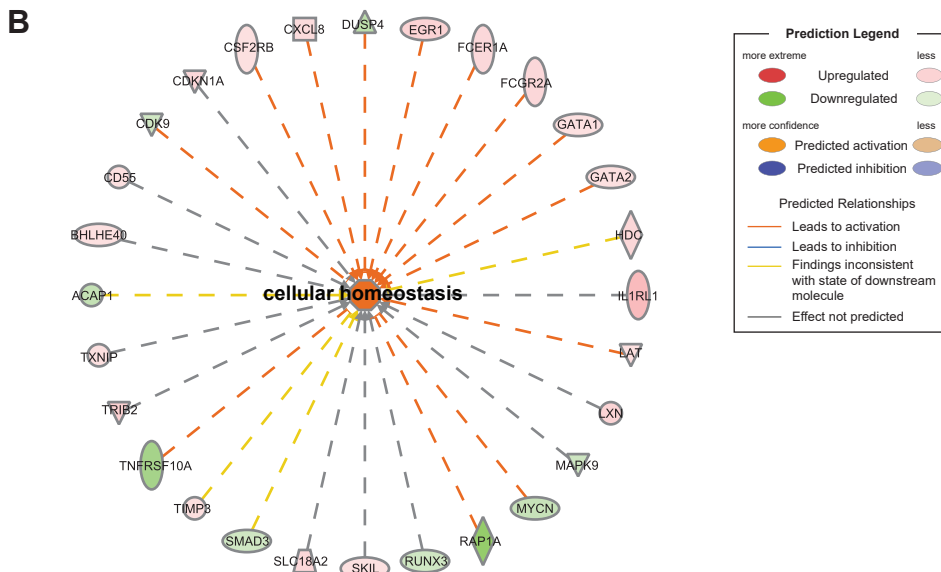 B
CXCL8
DUSP4
EGR1
CSF2RB
FCER1A
CDKN1A
FCGR2A
CDK9
GATA1
CD55
GATA2
BHLHE40
HDC
ACAP1
cellular homeostasis
IL1RL1
TXNIP
LAT
TRIB2
LXN
TNFRSF10A
MAPK9
TIMP3
MYCN
SMAD3
RAP1A
SLC18A2
SKIL
RUNX3
Prediction Legend
more extreme less
Upregulated
Downregulated
more confidence less
Predicted activation
Predicted inhibition
Predicted Relationships
Leads to activation
Leads to inhibition
Findings inconsistent
with state of downstream
molecule
Effect not predicted